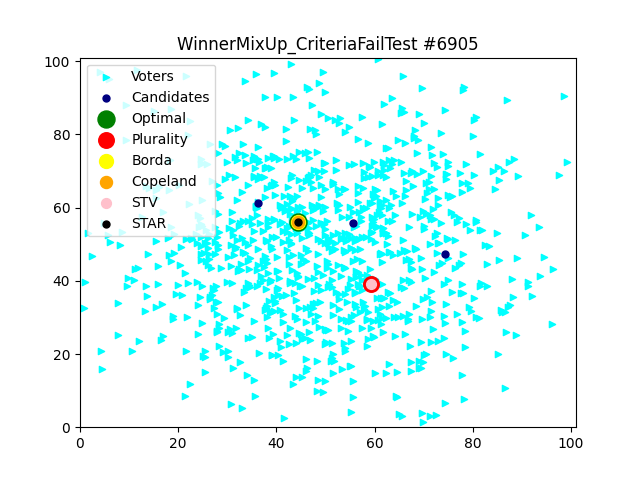 WinnerMixUp_CriteriaFailTest #6905
100
80
60
40
20
0
0
20
40
60
80
100
Voters
Candidates
Optimal
Plurality
Borda
Copeland
STV
STAR